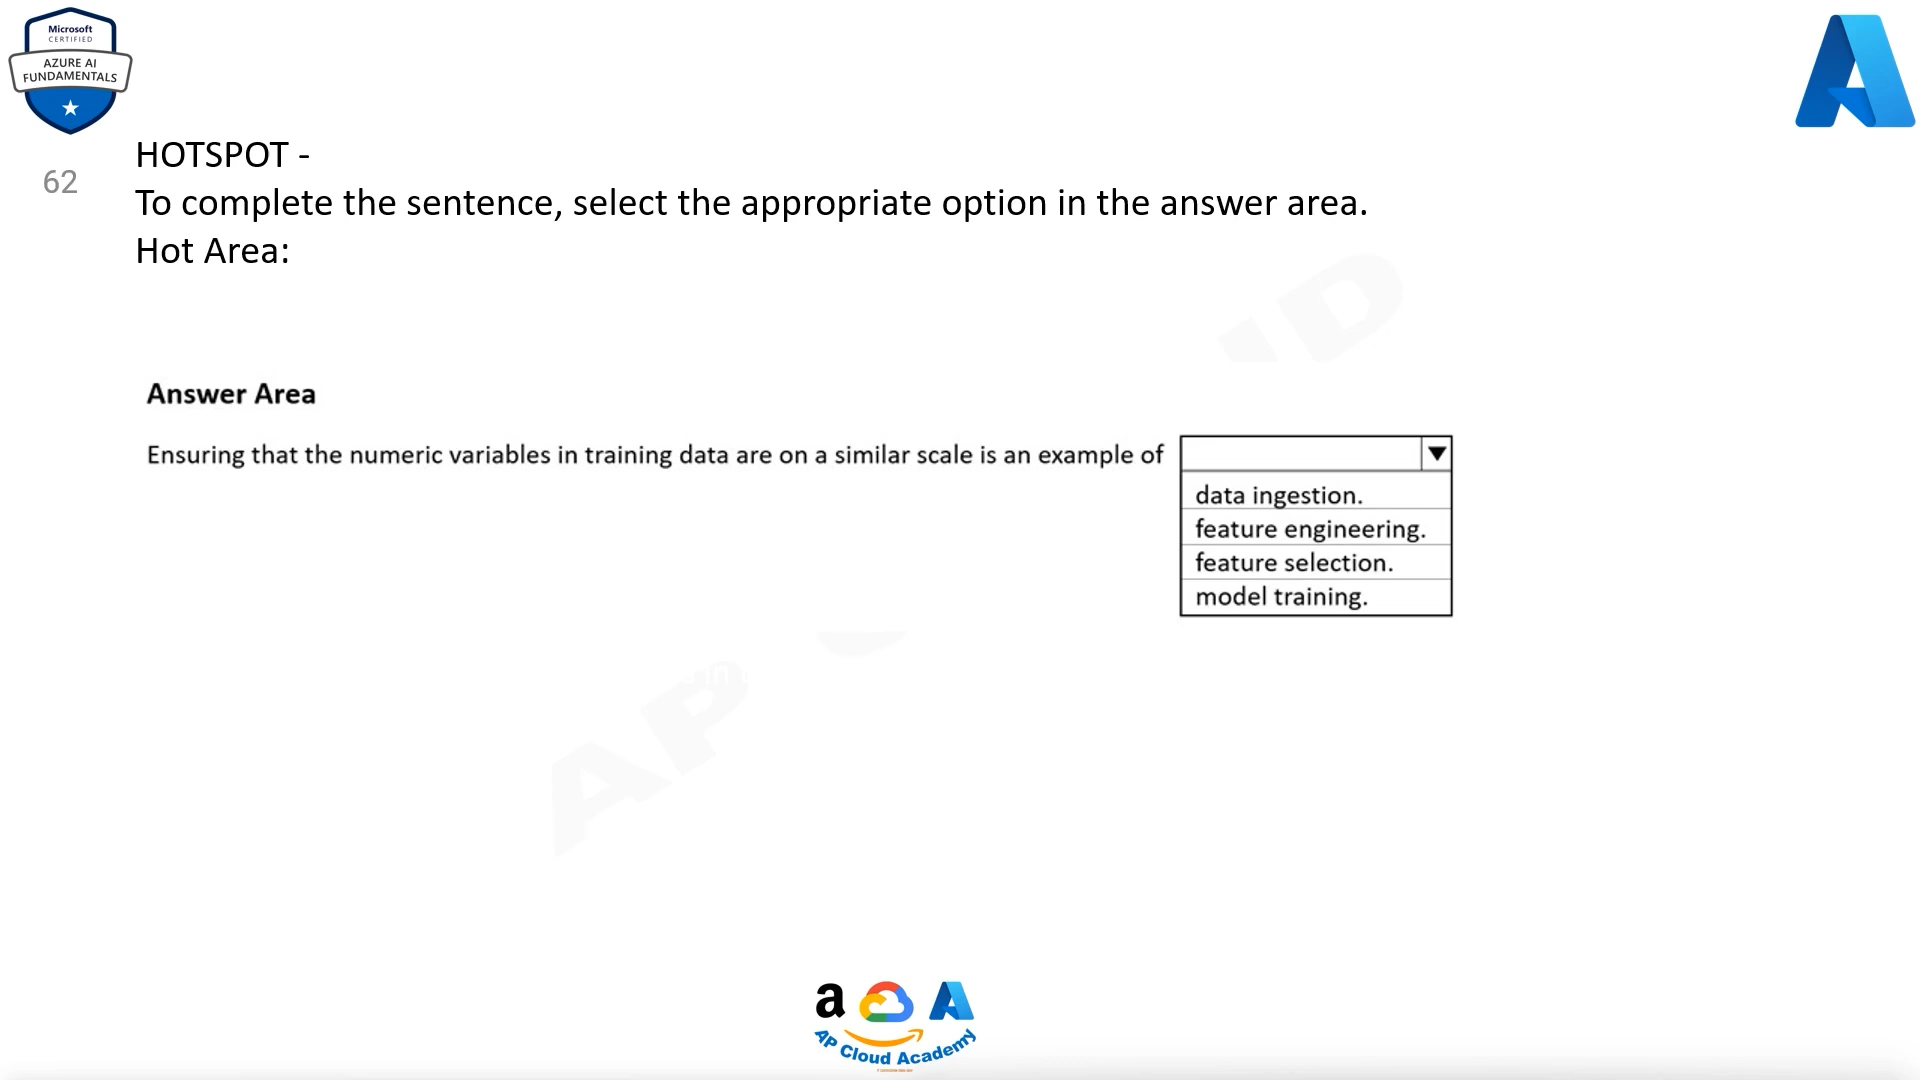 Microsoft
CERTIFIED
AZURE AI
FUNDAMENTALS
62
HOTSPOT -
To complete the sentence, select the appropriate option in the answer area.
Hot Area:
Answer Area
Ensuring that the numeric variables in training data are on a similar scale is an example of
data ingestion.
feature engineering.
feature selection.
model training.
AP
a
AP Cloud Academy